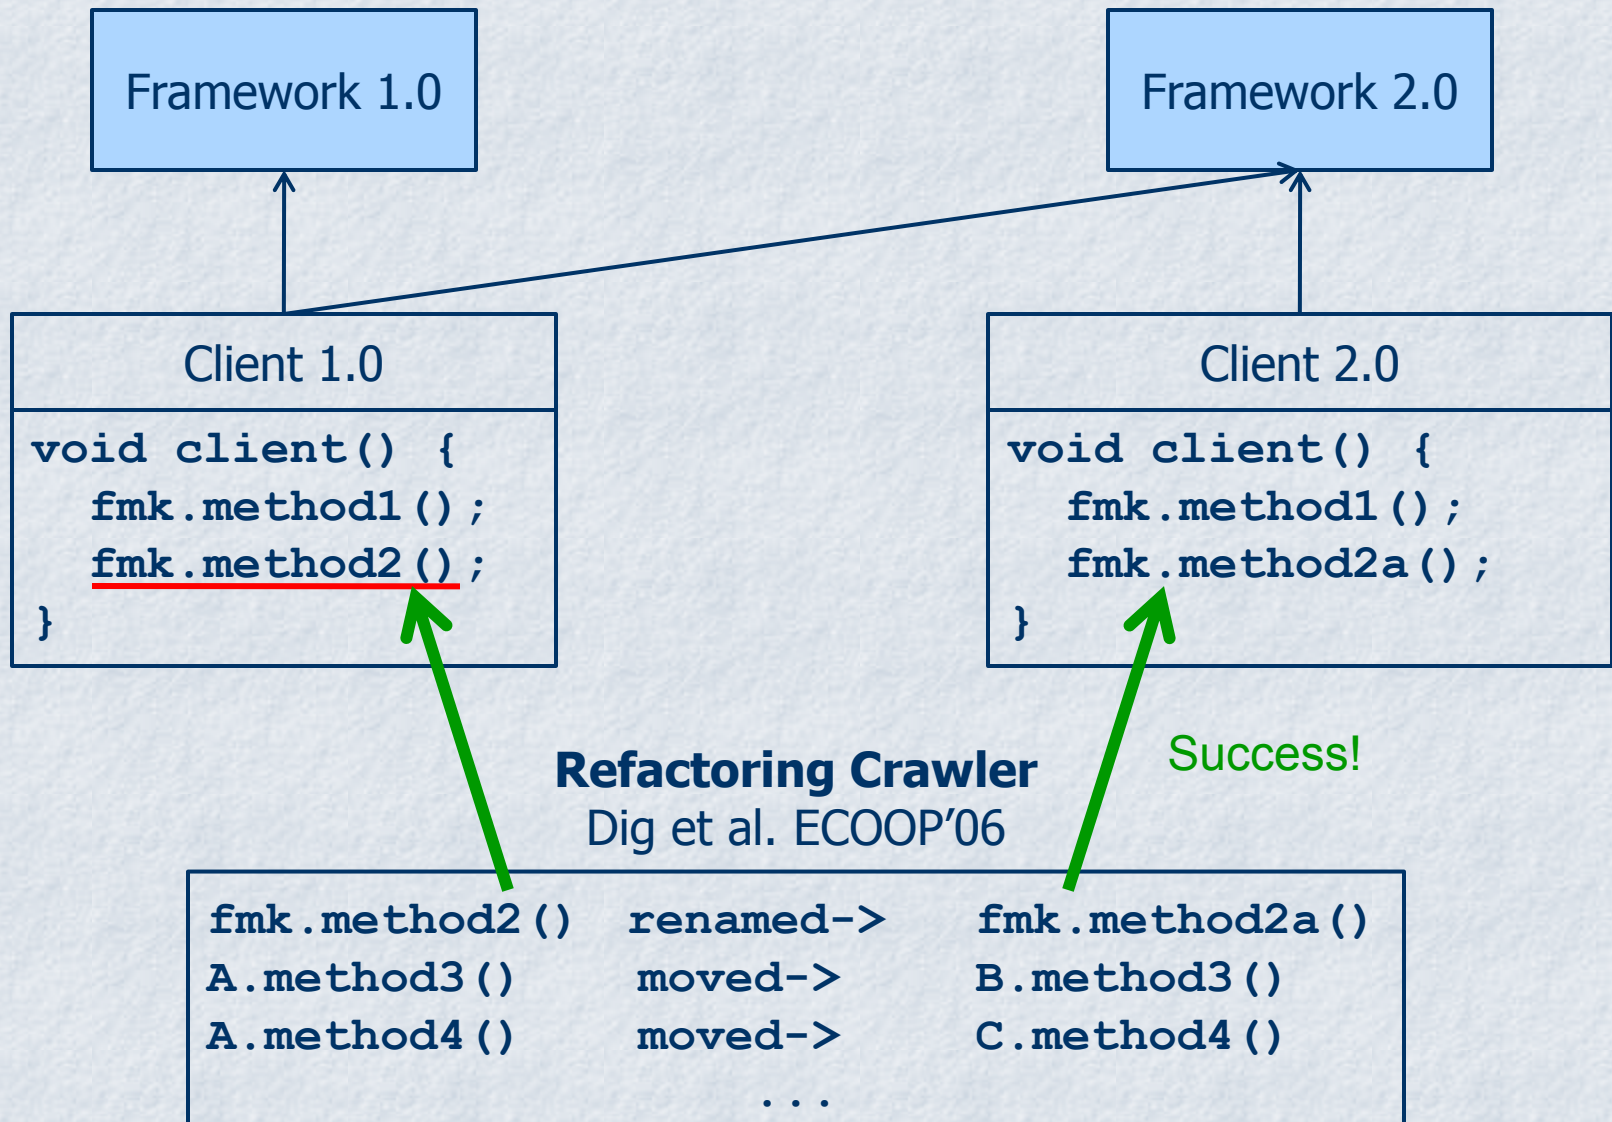 Framework 1.0
Framework 2.0
Client 1.0
void client() {
fmk.method1();
fmk.method2();
}
Client 2.0
void client() {
fmk.method1();
fmk.method2a();
}
Success!
Refactoring Crawler
Dig et al. ECOOP’06
fmk.method2() renamed-> fmk.method2a()
A.method3() moved-> B.method3()
A.method4() moved-> C.method4()
...